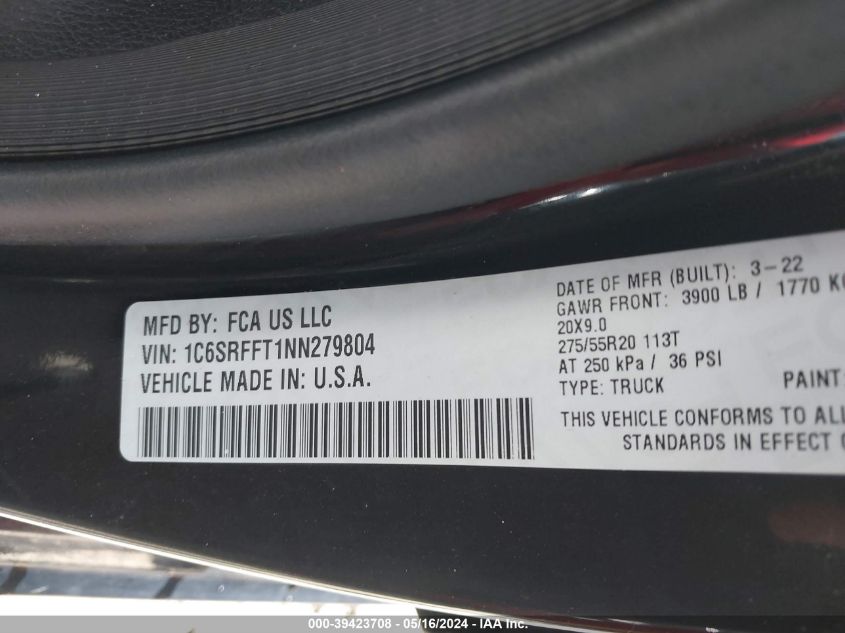 MFD BY: FCA US LLC
VIN: 1C6SRFFT1NN279804
VEHICLE MADE IN: U.S.A.
DATE OF MFR (BUILT): 3-22
GAWR FRONT: 3900 LB / 1770 KG
20X9.0
275/55R20 113T
AT 250 kPa / 36 PSI
TYPE: TRUCK PAINT:
THIS VEHICLE CONFORMS TO ALL
STANDARDS IN EFFECT
000-39423708 - 05/16/2024 - IAA Inc.